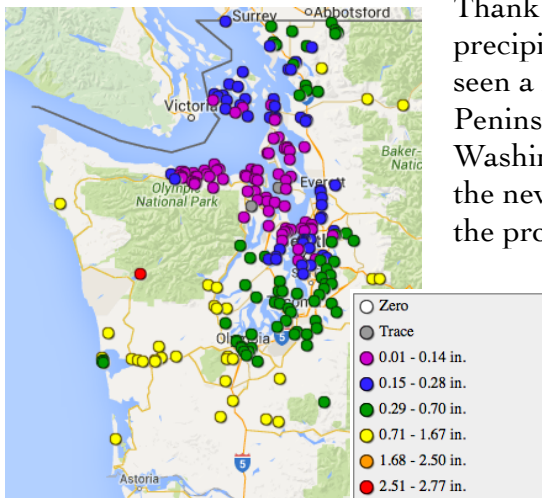 Surrey
Abbotsford
Victoria
Baker-
Natio
Olympic
National Park
Everett
Olympia
5
5
Astoria
Zero
Trace
0.01 - 0.14 in.
0.15 - 0.28 in.
0.29 - 0.70 in.
0.71 - 1.67 in.
1.68 - 2.50 in.
2.51 - 2.77 in.
Thank
precipi
seen a
Penins
Washin
the nev
the pro